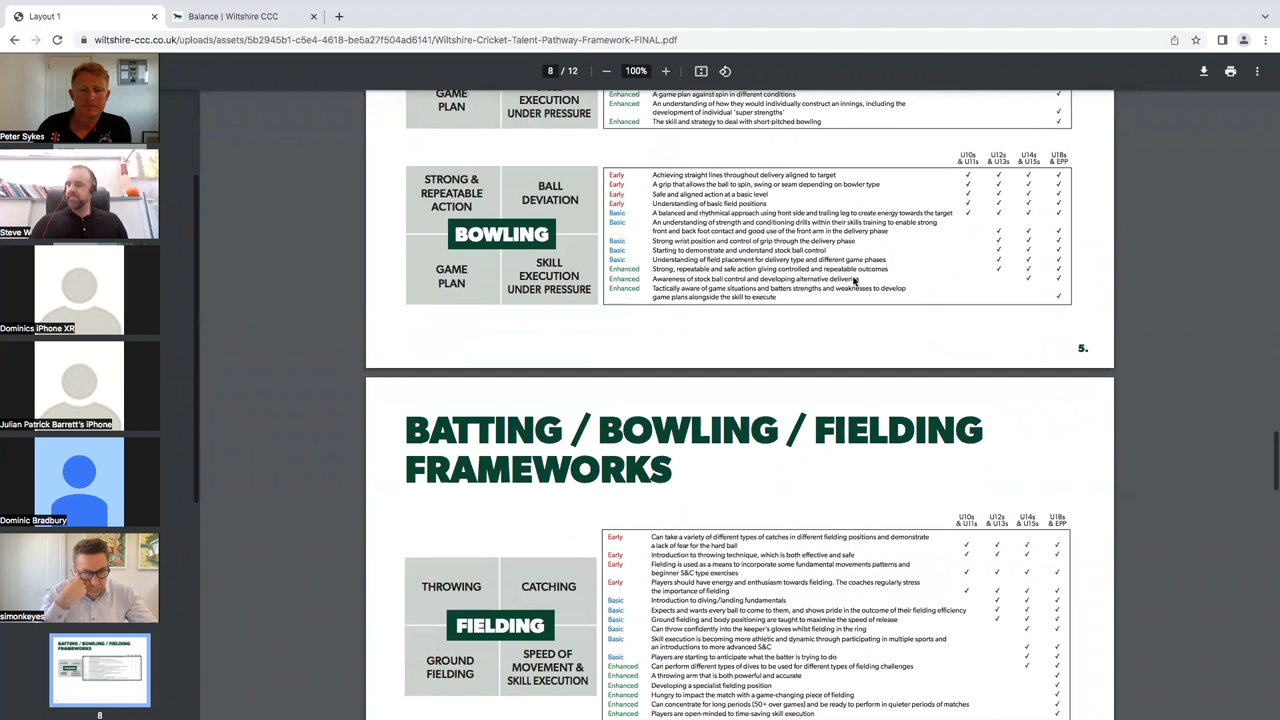 Layout 1
Balance | Wiltshire CCC
wiltshire-ccc.co.uk/uploads/assets/5b2945b1-c5e4-4618-be5a27f504ad6141/Wiltshire-Cricket-Talent-Pathway-Framework-FINAL.pdf
8 / 12
100%
Peter Sykes
Steve W
Dominics iPhone XR
Julian Patrick Barrett's iPhone
Dominic Bradbury
simonkeyes
8
GAME
PLAN
EXECUTION
UNDER PRESSURE
Enhanced A game plan against spin in different conditions ✓
Enhanced An understanding of how they would individually construct an innings, including the
development of individual 'super strengths' ✓
Enhanced The skill and strategy to deal with short-pitched bowling ✓
U10s & U11s U12s & U13s U14s & U15s U18s & EPP
STRONG &
REPEATABLE
ACTION
BALL
DEVIATION
BOWLING
GAME
PLAN
SKILL
EXECUTION
UNDER PRESSURE
Early Achieving straight lines throughout delivery aligned to target ✓ ✓ ✓ ✓
Early A grip that allows the ball to spin, swing or seam depending on bowler type ✓ ✓ ✓ ✓
Early Safe and aligned action at a basic level ✓ ✓ ✓ ✓
Early Understanding of basic field positions ✓ ✓ ✓ ✓
Basic A balanced and rhythmical approach using front side and trailing leg to create energy towards the target ✓ ✓ ✓ ✓
Basic An understanding of strength and conditioning drills within their skills training to enable strong
front and back foot contact and good use of the front arm in the delivery phase ✓ ✓ ✓
Basic Strong wrist position and control of grip through the delivery phase ✓ ✓ ✓
Basic Starting to demonstrate and understand stock ball control ✓ ✓ ✓
Basic Understanding of field placement for delivery type and different game phases ✓ ✓ ✓
Enhanced Strong, repeatable and safe action giving controlled and repeatable outcomes ✓ ✓ ✓
Enhanced Awareness of stock ball control and developing alternative ✓ ✓
Enhanced Tactically aware of game situations and batters strengths and weaknesses to develop
game plans alongside the skill to execute ✓
5.
BATTING / BOWLING / FIELDING
FRAMEWORKS
U10s & U11s U12s & U13s U14s & U15s U18s & EPP
THROWING
CATCHING
FIELDING
GROUND
FIELDING
SPEED OF
MOVEMENT &
SKILL EXECUTION
Early Can take a variety of different types of catches in different fielding positions and demonstrate
a lack of fear for the hard ball ✓ ✓ ✓ ✓
Early Introduction to throwing technique, which is both effective and safe ✓ ✓ ✓ ✓
Early Fielding is used as a means to incorporate some fundamental movements patterns and
beginner S&C type exercises ✓ ✓ ✓ ✓
Early Players should have energy and enthusiasm towards fielding. The coaches regularly stress
the importance of fielding ✓ ✓ ✓ ✓
Basic Introduction to diving/landing fundamentals ✓ ✓ ✓
Basic Expects and wants every ball to come to them, and shows pride in the outcome of their fielding efficiency ✓ ✓ ✓
Basic Ground fielding and body positioning are taught to maximise the speed of release ✓ ✓ ✓
Basic Can throw confidently into the keeper's gloves whilst fielding in the ring ✓ ✓
Basic Skill execution is becoming more athletic and dynamic through participating in multiple sports and
an introductions to more advanced S&C ✓ ✓
Basic Players are starting to anticipate what the batter is trying to do ✓ ✓
Enhanced Can perform different types of dives to be used for different types of fielding challenges ✓ ✓
Enhanced A throwing arm that is both powerful and accurate ✓
Enhanced Developing a specialist fielding position ✓
Enhanced Hungry to impact the match with a game-changing piece of fielding ✓
Enhanced Can concentrate for long periods (50+ over games) and be ready to perform in quieter periods of matches ✓
Enhanced Players are open-minded to time-saving skill execution ✓